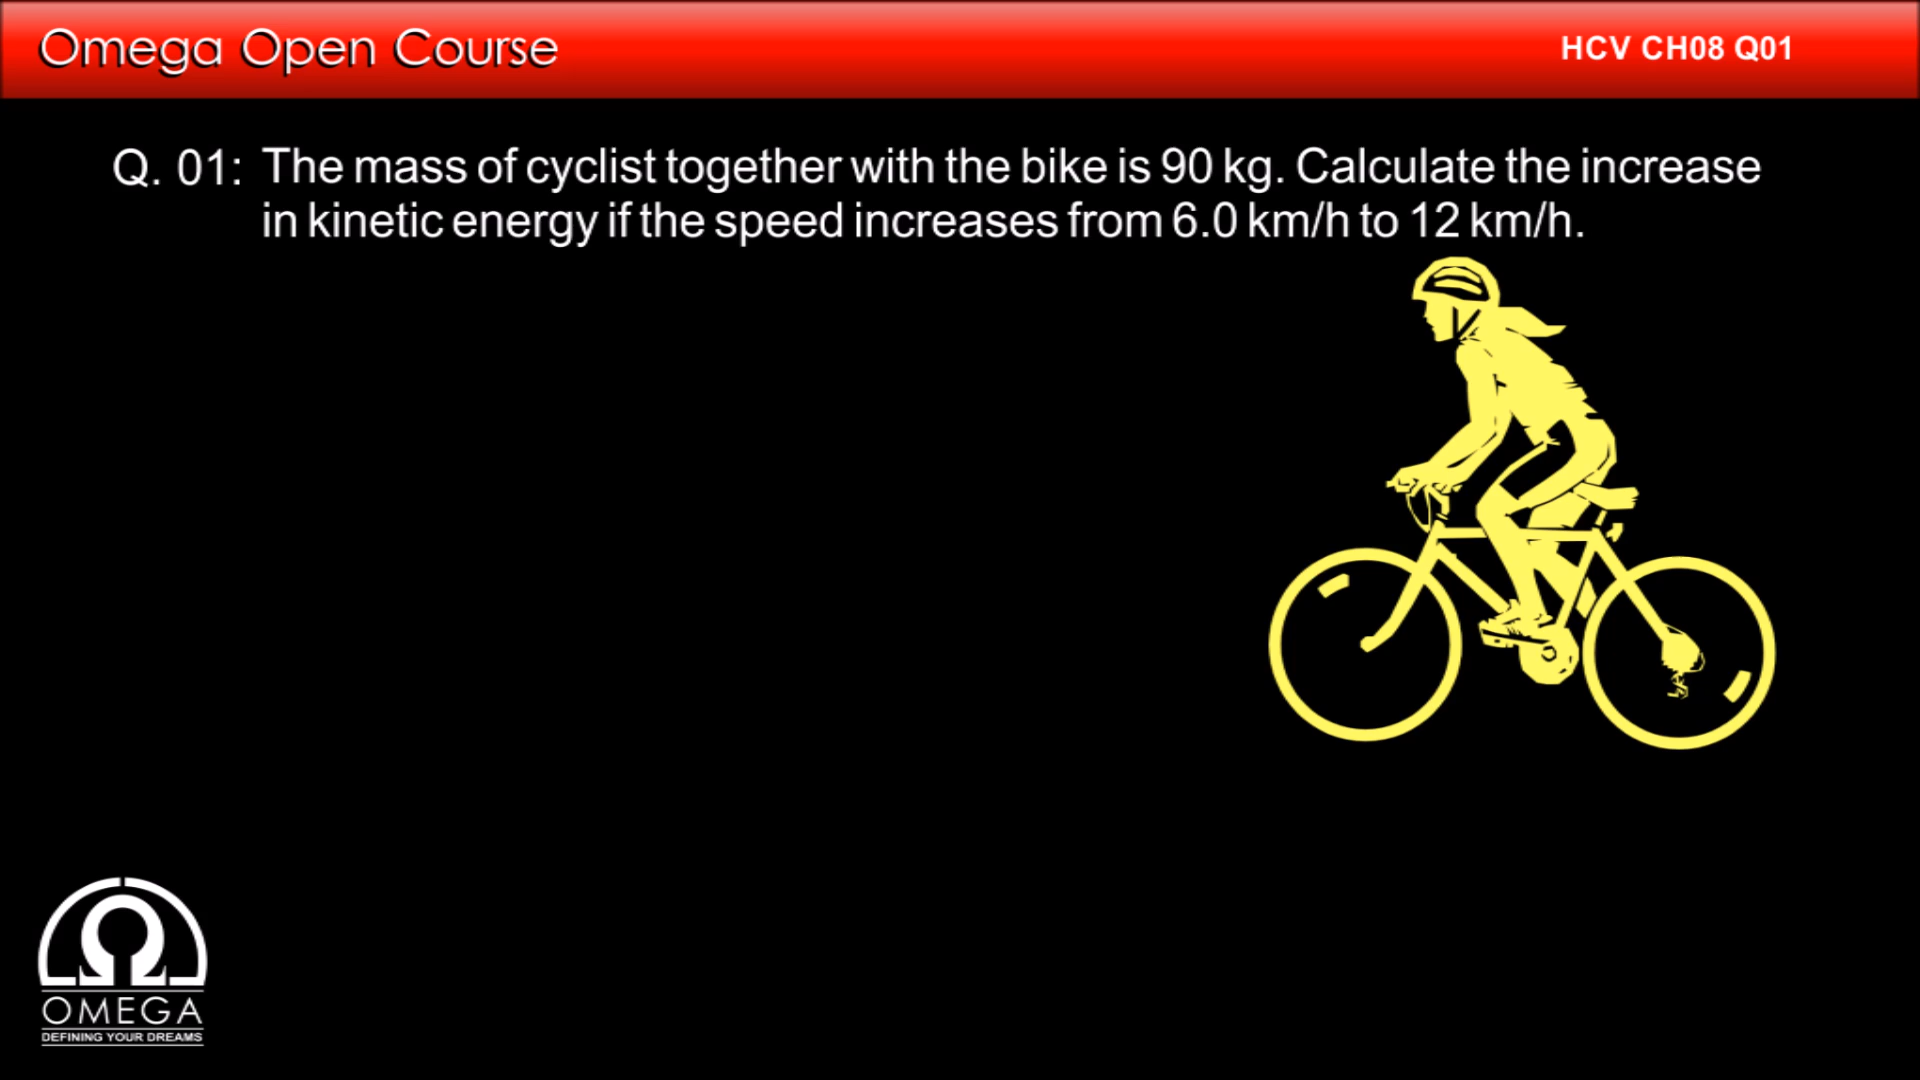 Omega Open Course
HCV CH08 Q01
Q. 01: The mass of cyclist together with the bike is 90 kg. Calculate the increase
in kinetic energy if the speed increases from 6.0 km/h to 12 km/h.
Ω
OMEGA
DEFINING YOUR DREAMS